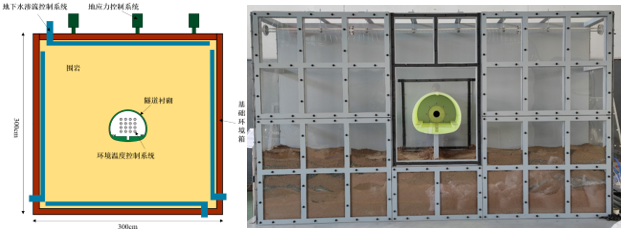 地下水渗流控制系统
地应力控制系统
围岩
隧道衬砌
环境温度控制系统
基础环境箱
300cm
300cm